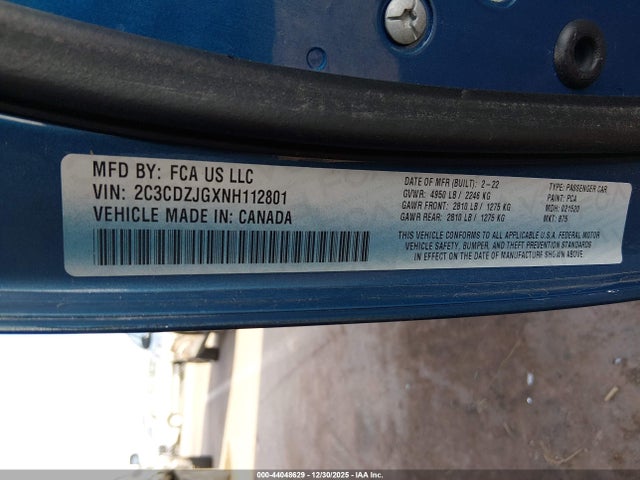 MFD BY: FCA US LLC
VIN: 2C3CDZJGXNH112801
VEHICLE MADE IN: CANADA
DATE OF MFR (BUILT): 2-22
GVWR: 4950 LB / 2246 KG
GAWR FRONT: 2810 LB / 1275 KG
GAWR REAR: 2810 LB / 1275 KG
TYPE: PASSENGER CAR
PAINT: PCA
MDH: 021520
MKT: 875
THIS VEHICLE CONFORMS TO ALL APPLICABLE U.S.A. FEDERAL MOTOR
VEHICLE SAFETY, BUMPER, AND THEFT PREVENTION STANDARDS
IN EFFECT ON THE DATE OF MANUFACTURE SHOWN ABOVE.
000-44048629 - 12/30/2025 - IAA Inc.